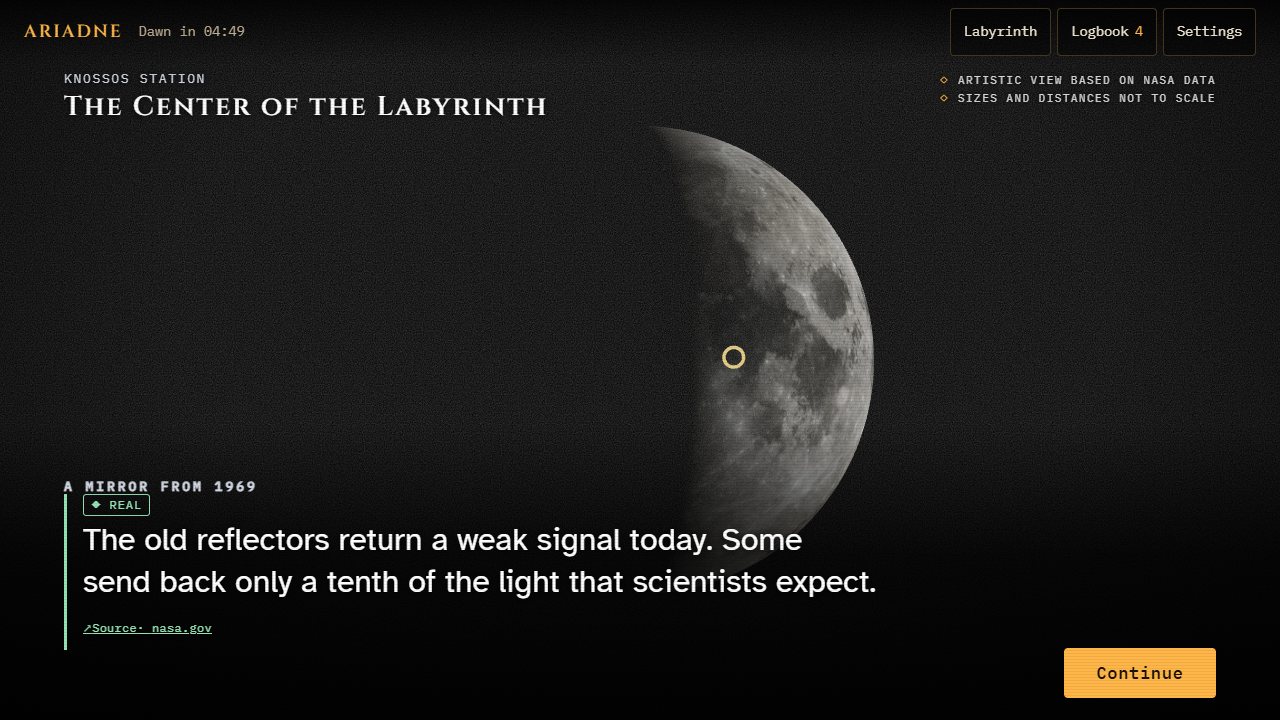 ARIADNE Dawn in 04:49 Labyrinth Logbook 4 Settings
KNOSSOS STATION
The Center of the Labyrinth
ARTISTIC VIEW BASED ON NASA DATA
SIZES AND DISTANCES NOT TO SCALE
A MIRROR FROM 1969
REAL
The old reflectors return a weak signal today. Some
send back only a tenth of the light that scientists expect.
↗Source· nasa.gov
Continue